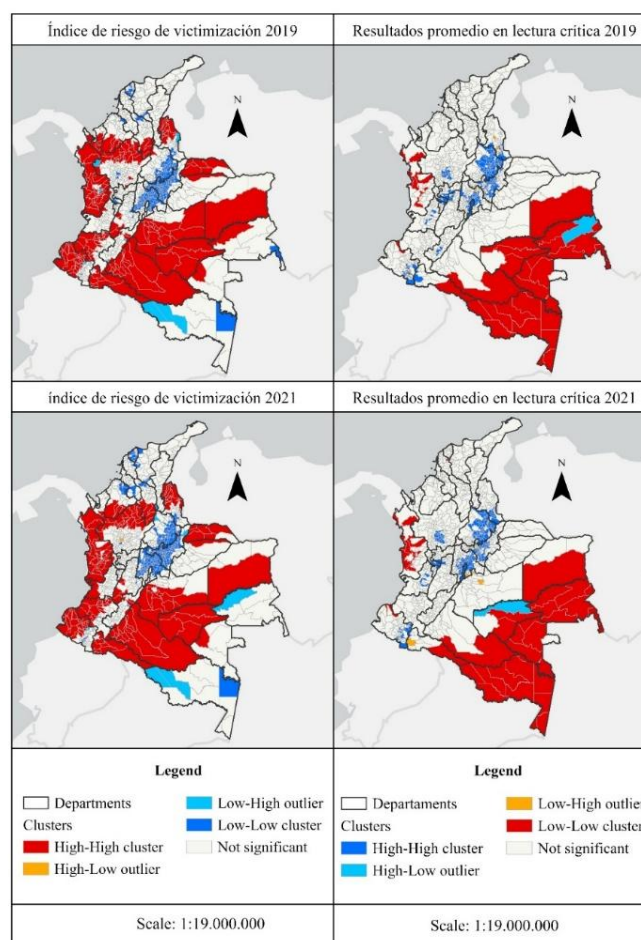 Índice de riesgo de victimización 2019
Resultados promedio en lectura crítica 2019
N
N
índice de riesgo de victimización 2021
Resultados promedio en lectura crítica 2021
N
N
Legend
Departments
Clusters
High-High cluster
High-Low outlier
Low-High outlier
Low-Low cluster
Not significant
Scale: 1:19.000.000
Legend
Departaments
Clusters
High-High cluster
High-Low outlier
Low-High outlier
Low-Low cluster
Not significant
Scale: 1:19.000.000